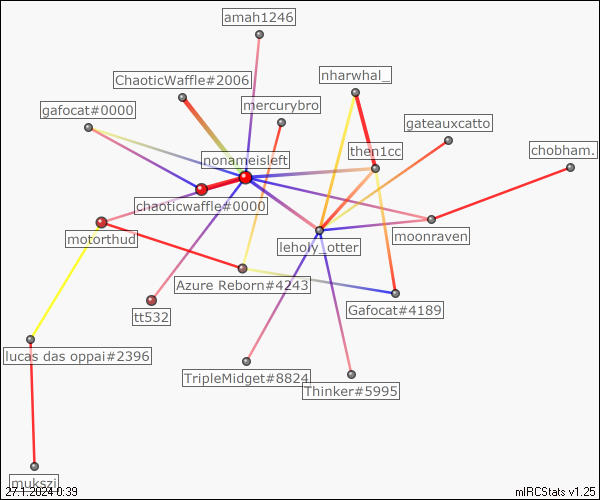 amah1246
nharwhal_
ChaoticWaffle#2006
mercurybro
gafocat#0000
gateauxcatto
then1cc
chobham.
nonameisleft
chaoticwaffle#0000
motorthud
leholy_otter
moonraven
Azure Reborn#4243
tt532
Gafocat#4189
lucas das oppai#2396
TripleMidget#8824
Thinker#5995
mukszi
27.1.2024 0:39
mIRCStats v1.25